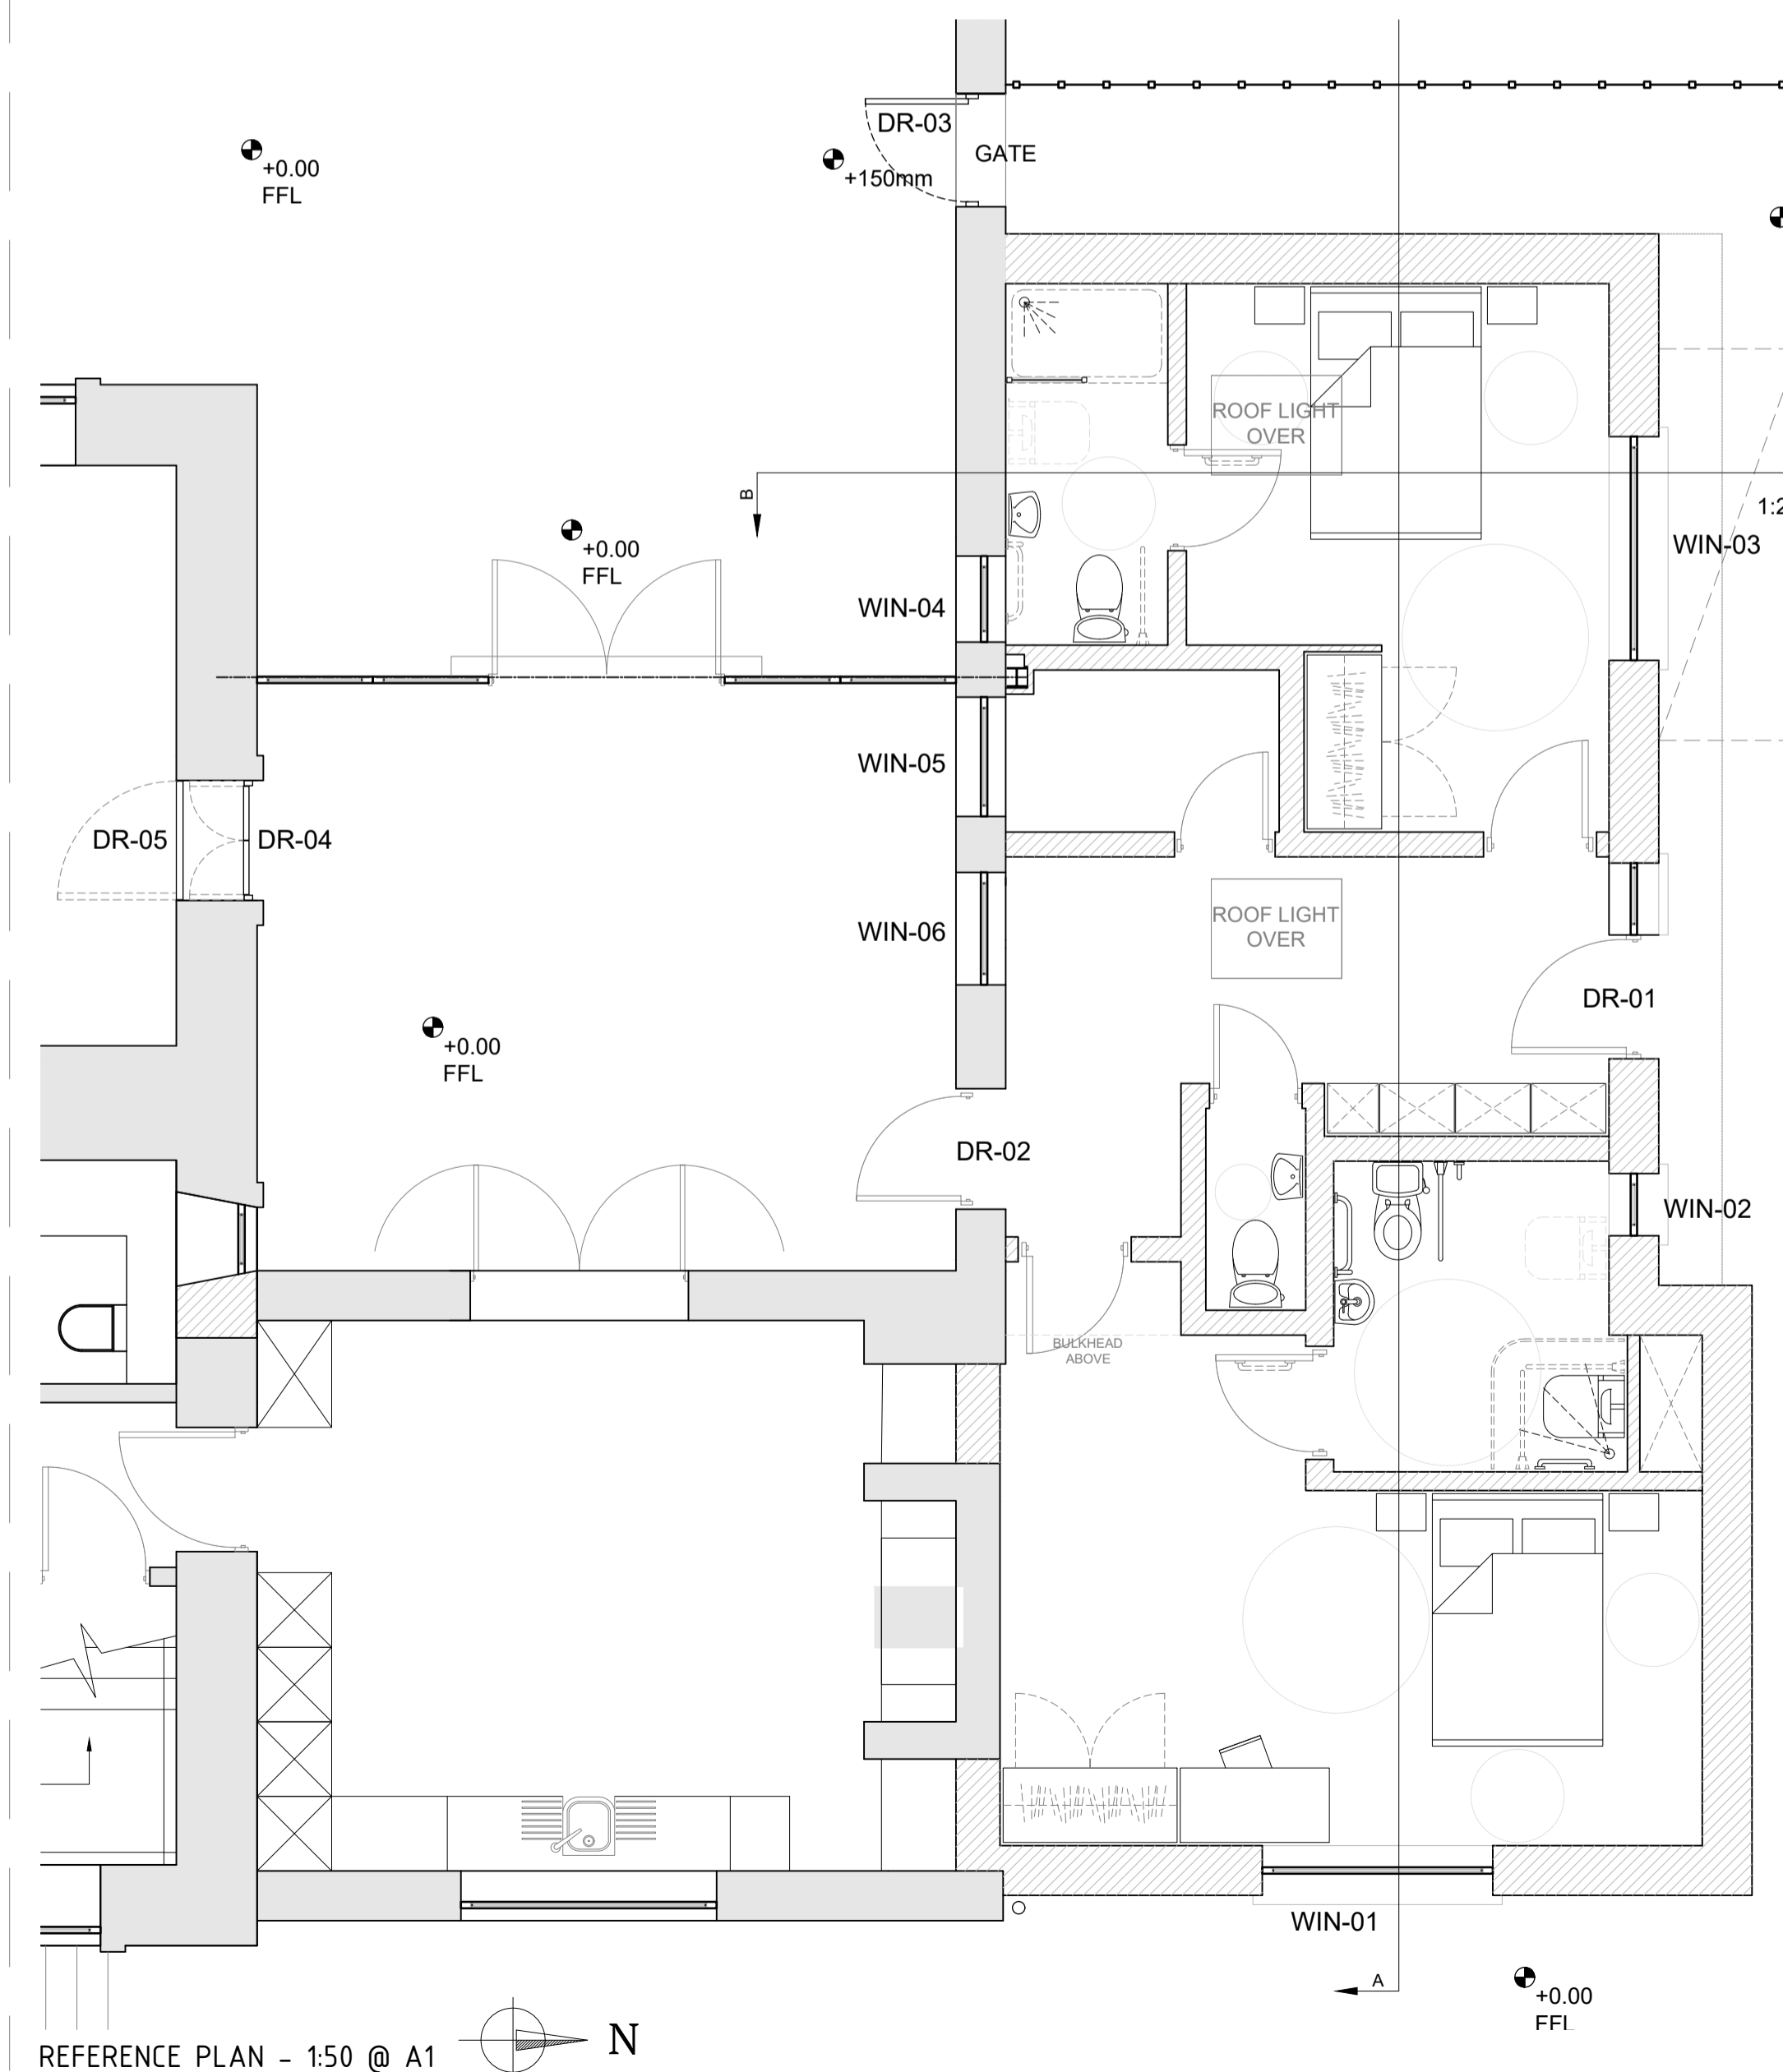 DR-03
GATE
+0.00
FFL
+150mm
ROOF LIGHT
OVER
B
1:2
WIN-03
+0.00
FFL
WIN-04
WIN-05
DR-05
DR-04
ROOF LIGHT
OVER
WIN-06
DR-01
+0.00
FFL
DR-02
WIN-02
BULKHEAD
ABOVE
WIN-01
A
+0.00
FFL
REFERENCE PLAN - 1:50 @ A1
N